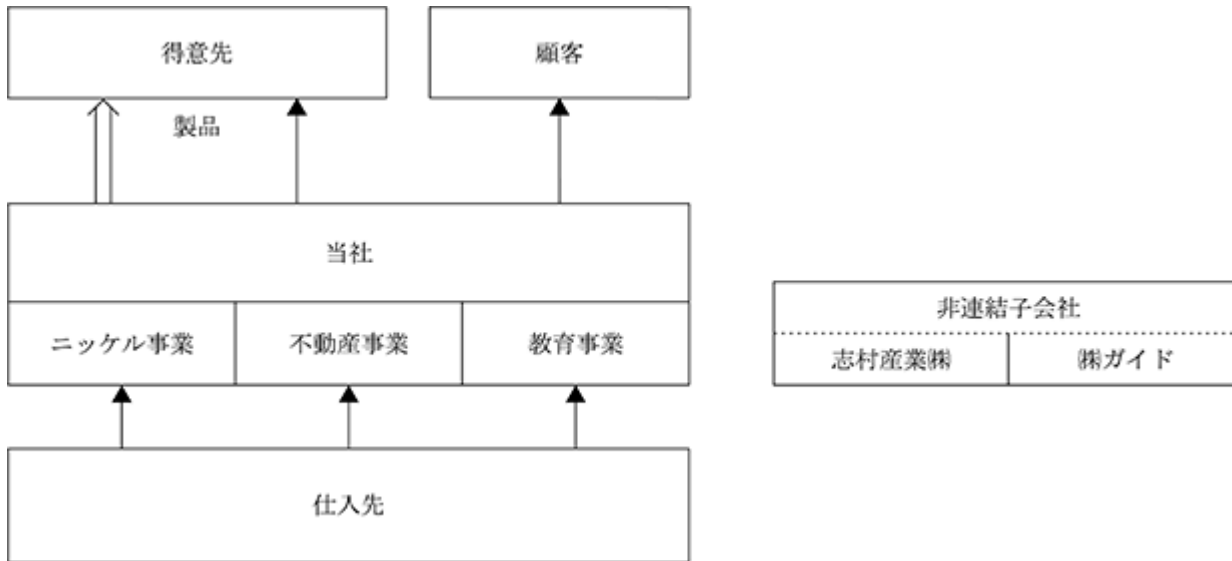 得意先
顧客
製品
当社
ニッケル事業
不動産事業
教育事業
非連結子会社
志村産業㈱
㈱ガイド
仕入先